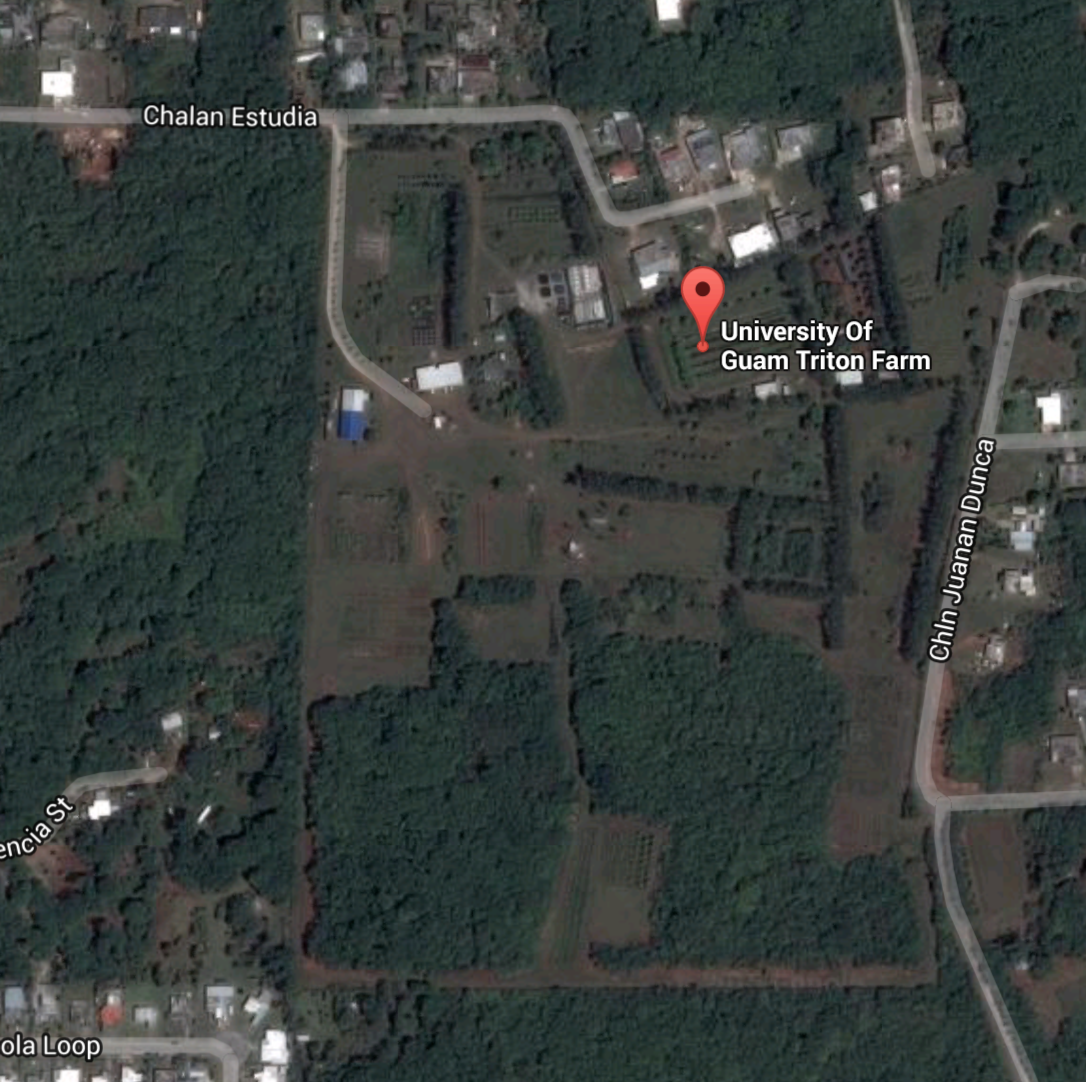 Chalan Estudia
University Of
Guam Triton Farm
Chln Juanan Dunca
encia St
ola Loop